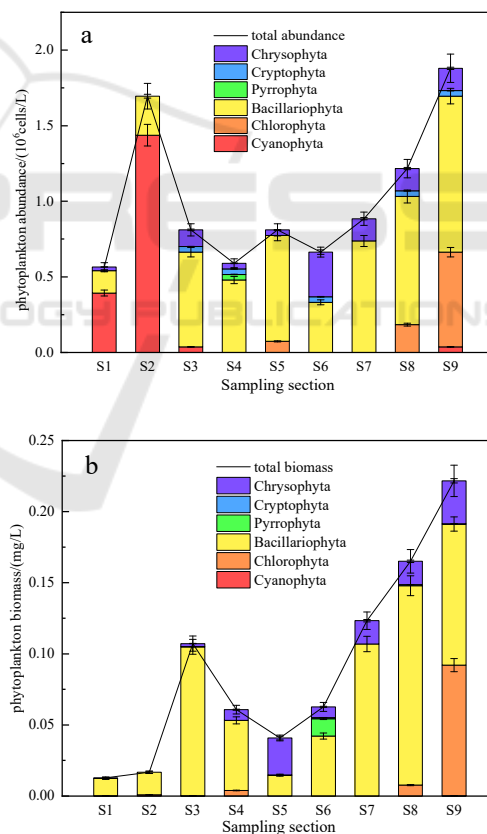 a
total abundance
Chrysophyta
Cryptophyta
Pyrrophyta
Bacillariophyta
Chlorophyta
Cyanophyta
phytoplankton abundance/(10⁶cells/L)
2.0
1.5
1.0
0.5
0.0
S1 S2 S3 S4 S5 S6 S7 S8 S9
Sampling section
b
total biomass
Chrysophyta
Cryptophyta
Pyrrophyta
Bacillariophyta
Chlorophyta
Cyanophyta
phytoplankton biomass/(mg/L)
0.25
0.20
0.15
0.10
0.05
0.00
S1 S2 S3 S4 S5 S6 S7 S8 S9
Sampling section